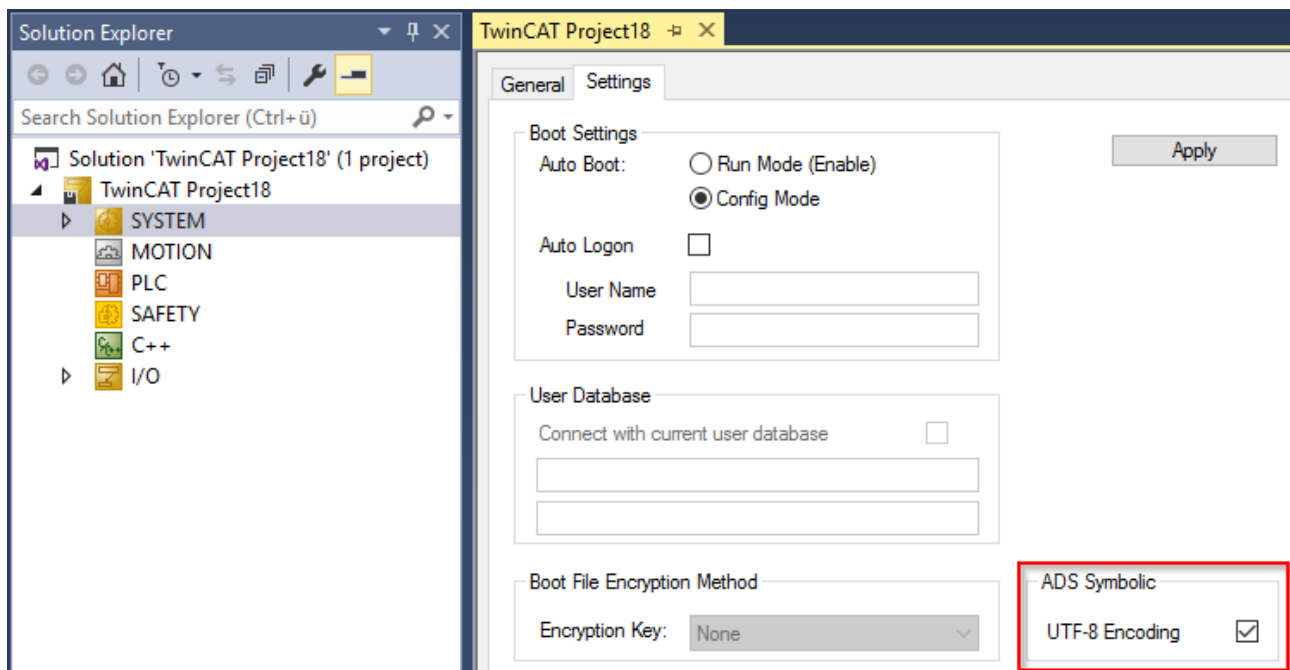 Solution Explorer
Search Solution Explorer (Ctrl+ü)
Solution 'TwinCAT Project18' (1 project)
TwinCAT Project18
SYSTEM
MOTION
PLC
SAFETY
C++
I/O
TwinCAT Project18
General Settings
Boot Settings
Auto Boot: Run Mode (Enable)
Config Mode
Apply
Auto Logon
User Name
Password
User Database
Connect with current user database
Boot File Encryption Method
Encryption Key: None
ADS Symbolic
UTF-8 Encoding